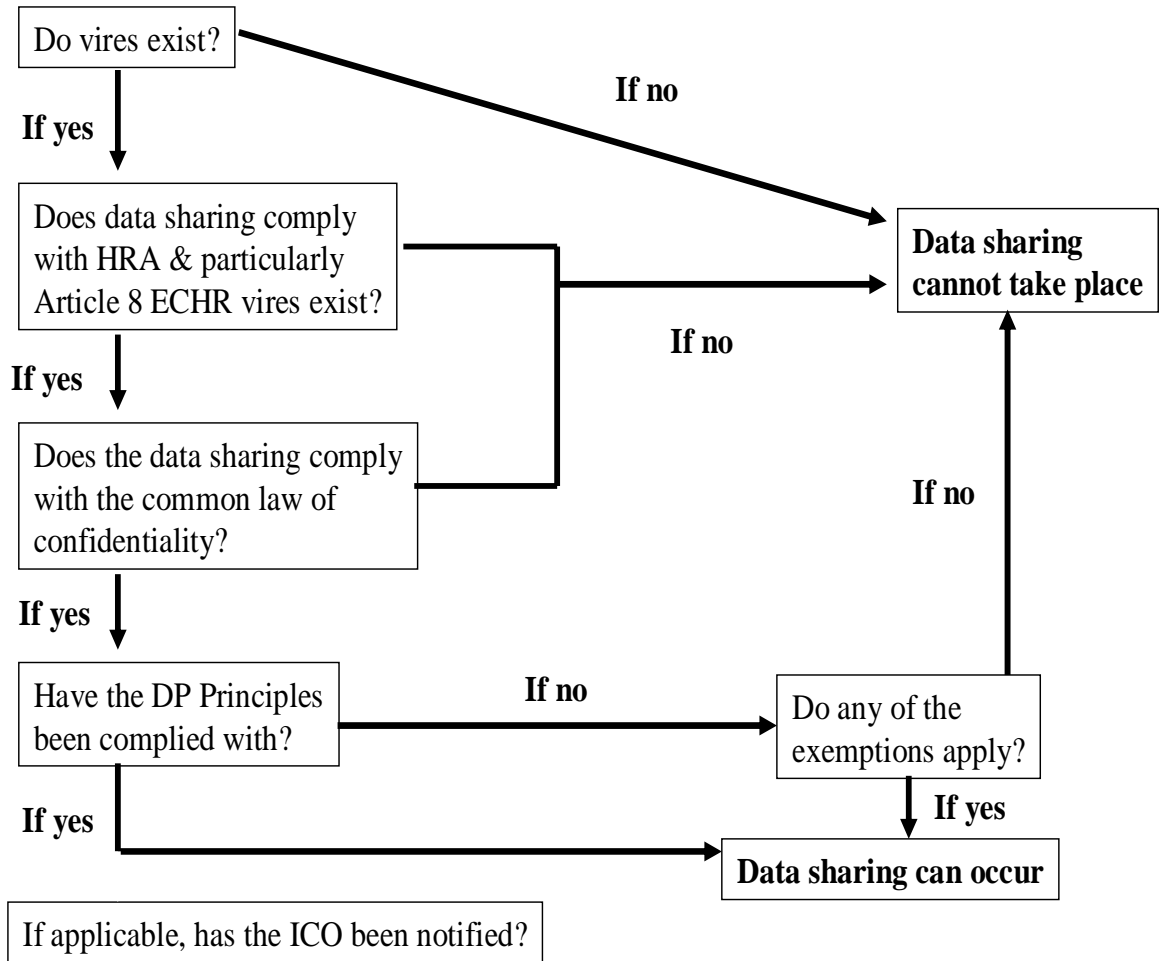 Do vires exist?
If no
If yes
Does data sharing comply
with HRA & particularly
Article 8 ECHR vires exist?
Data sharing
cannot take place
If no
If yes
Does the data sharing comply
with the common law of
confidentiality?
If no
If yes
Have the DP Principles
been complied with?
If no
Do any of the
exemptions apply?
If yes
If yes
Data sharing can occur
If applicable, has the ICO been notified?